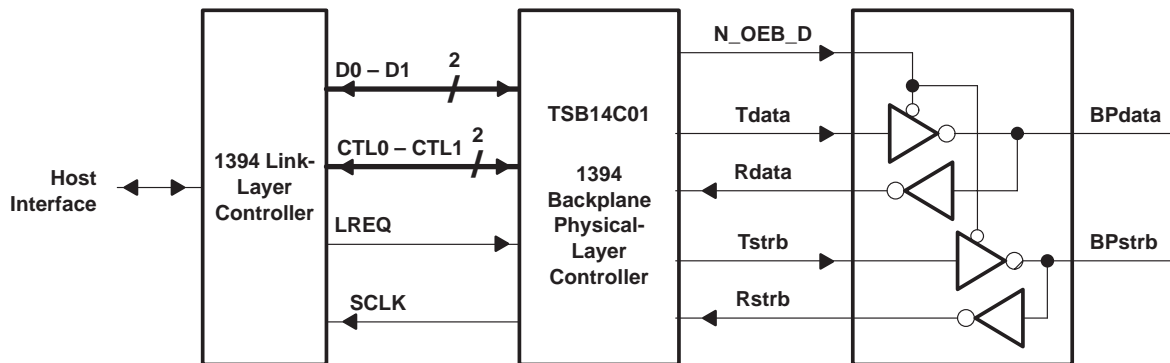 N_OEB_D
D0 – D1
2
TSB14C01
Tdata
BPdata
CTL0 – CTL1
2
Host
Interface
1394 Link-
Layer
Controller
1394
Backplane
Physical-
Layer
Controller
Rdata
LREQ
Tstrb
BPstrb
SCLK
Rstrb